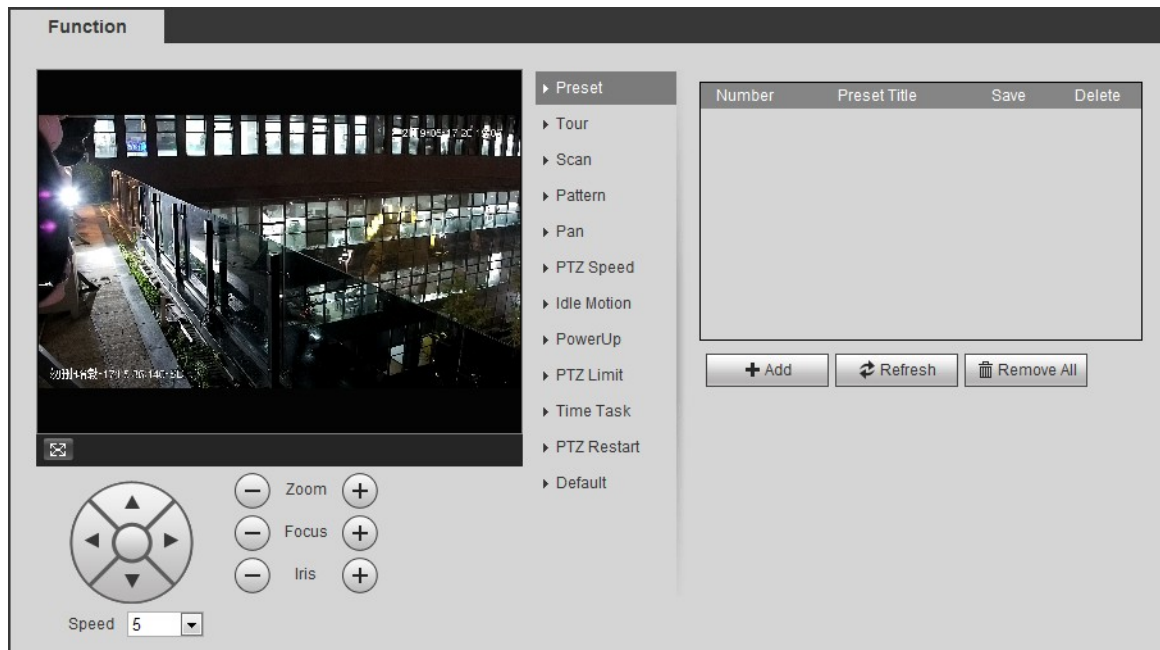 Function
Preset
Tour
Scan
Pattern
Pan
PTZ Speed
Idle Motion
PowerUp
PTZ Limit
Time Task
PTZ Restart
Default
Number Preset Title Save Delete
Add Refresh Remove All
Zoom
Focus
Iris
Speed 5